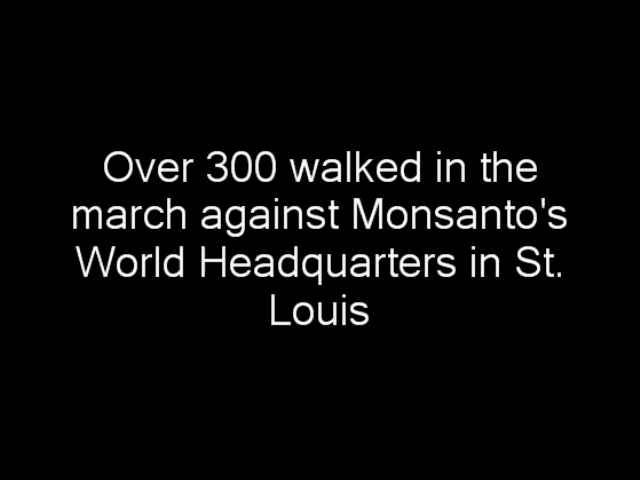 Over 300 walked in the
march against Monsanto's
World Headquarters in St.
Louis